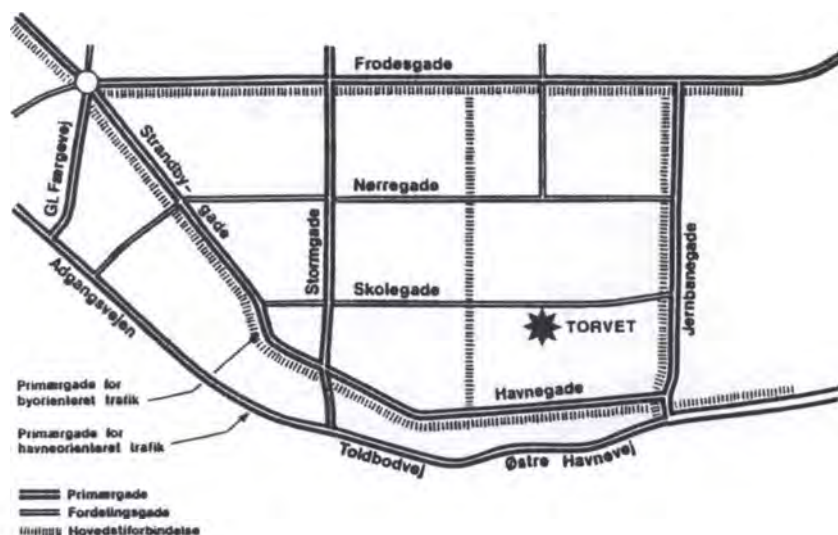 Frodesgade
Strandby-
gade
GL Færgevej
Nørregade
Stormgade
Jernbanegade
Adgangsvejen
Skolegade
TORVET
Primærgade for
byorienteret trafik
Havnegade
Primærgade for
havneorienteret trafik
Toldbodvej
Østre Havnevej
Primærgade
Fordelingsgade
Hovedstiforbindelse